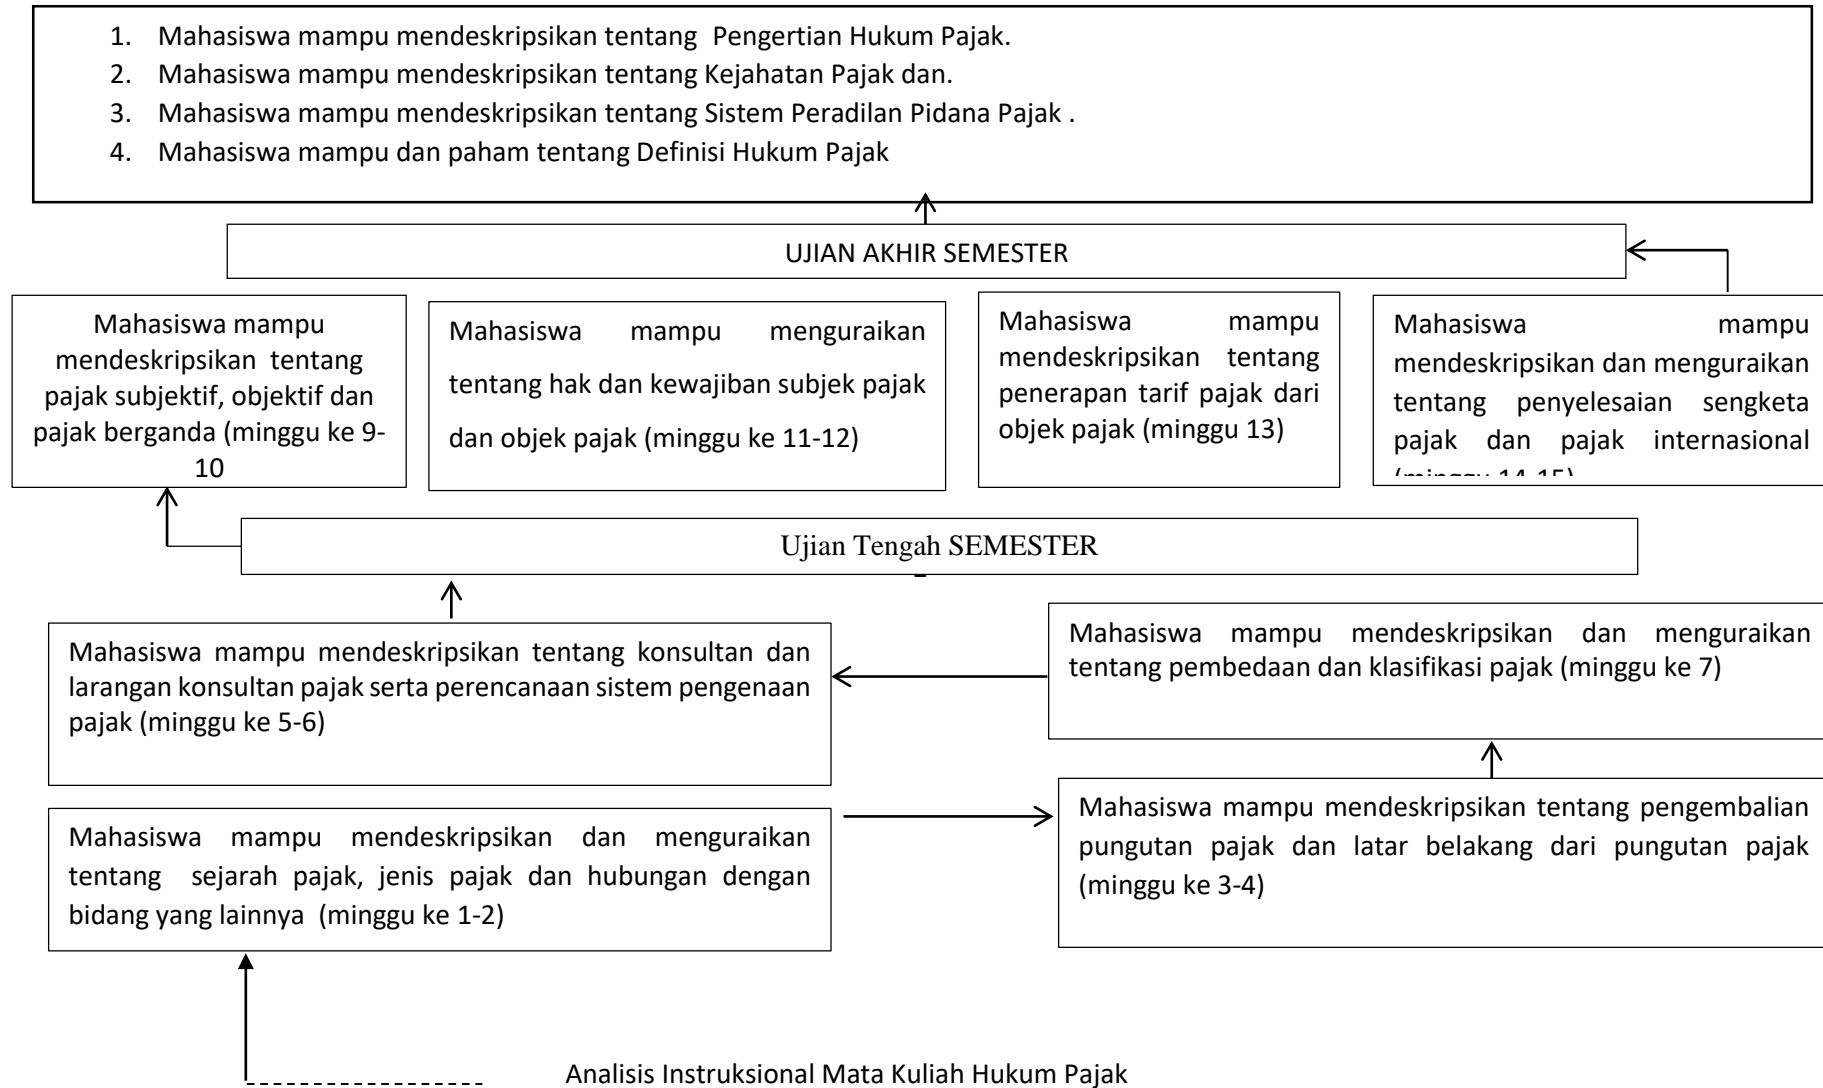 1. Mahasiswa mampu mendeskripsikan tentang Pengertian Hukum Pajak.
2. Mahasiswa mampu mendeskripsikan tentang Kejahatan Pajak dan.
3. Mahasiswa mampu mendeskripsikan tentang Sistem Peradilan Pidana Pajak .
4. Mahasiswa mampu dan paham tentang Definisi Hukum Pajak
UJIAN AKHIR SEMESTER
Mahasiswa mampu
mendeskripsikan tentang
pajak subjektif, objektif dan
pajak berganda (minggu ke 9-
10
Mahasiswa mampu menguraikan
tentang hak dan kewajiban subjek pajak
dan objek pajak (minggu ke 11-12)
Mahasiswa mampu
mendeskripsikan tentang
penerapan tarif pajak dari
objek pajak (minggu 13)
Mahasiswa mampu
mendeskripsikan dan menguraikan
tentang penyelesaian sengketa
pajak dan pajak internasional
(minggu 14-15)
Ujian Tengah SEMESTER
Mahasiswa mampu mendeskripsikan tentang konsultan dan
larangan konsultan pajak serta perencanaan sistem pengenaan
pajak (minggu ke 5-6)
Mahasiswa mampu mendeskripsikan dan menguraikan
tentang pembedaan dan klasifikasi pajak (minggu ke 7)
Mahasiswa mampu mendeskripsikan dan menguraikan
tentang sejarah pajak, jenis pajak dan hubungan dengan
bidang yang lainnya (minggu ke 1-2)
Mahasiswa mampu mendeskripsikan tentang pengembalian
pungutan pajak dan latar belakang dari pungutan pajak
(minggu ke 3-4)
Analisis Instruksional Mata Kuliah Hukum Pajak